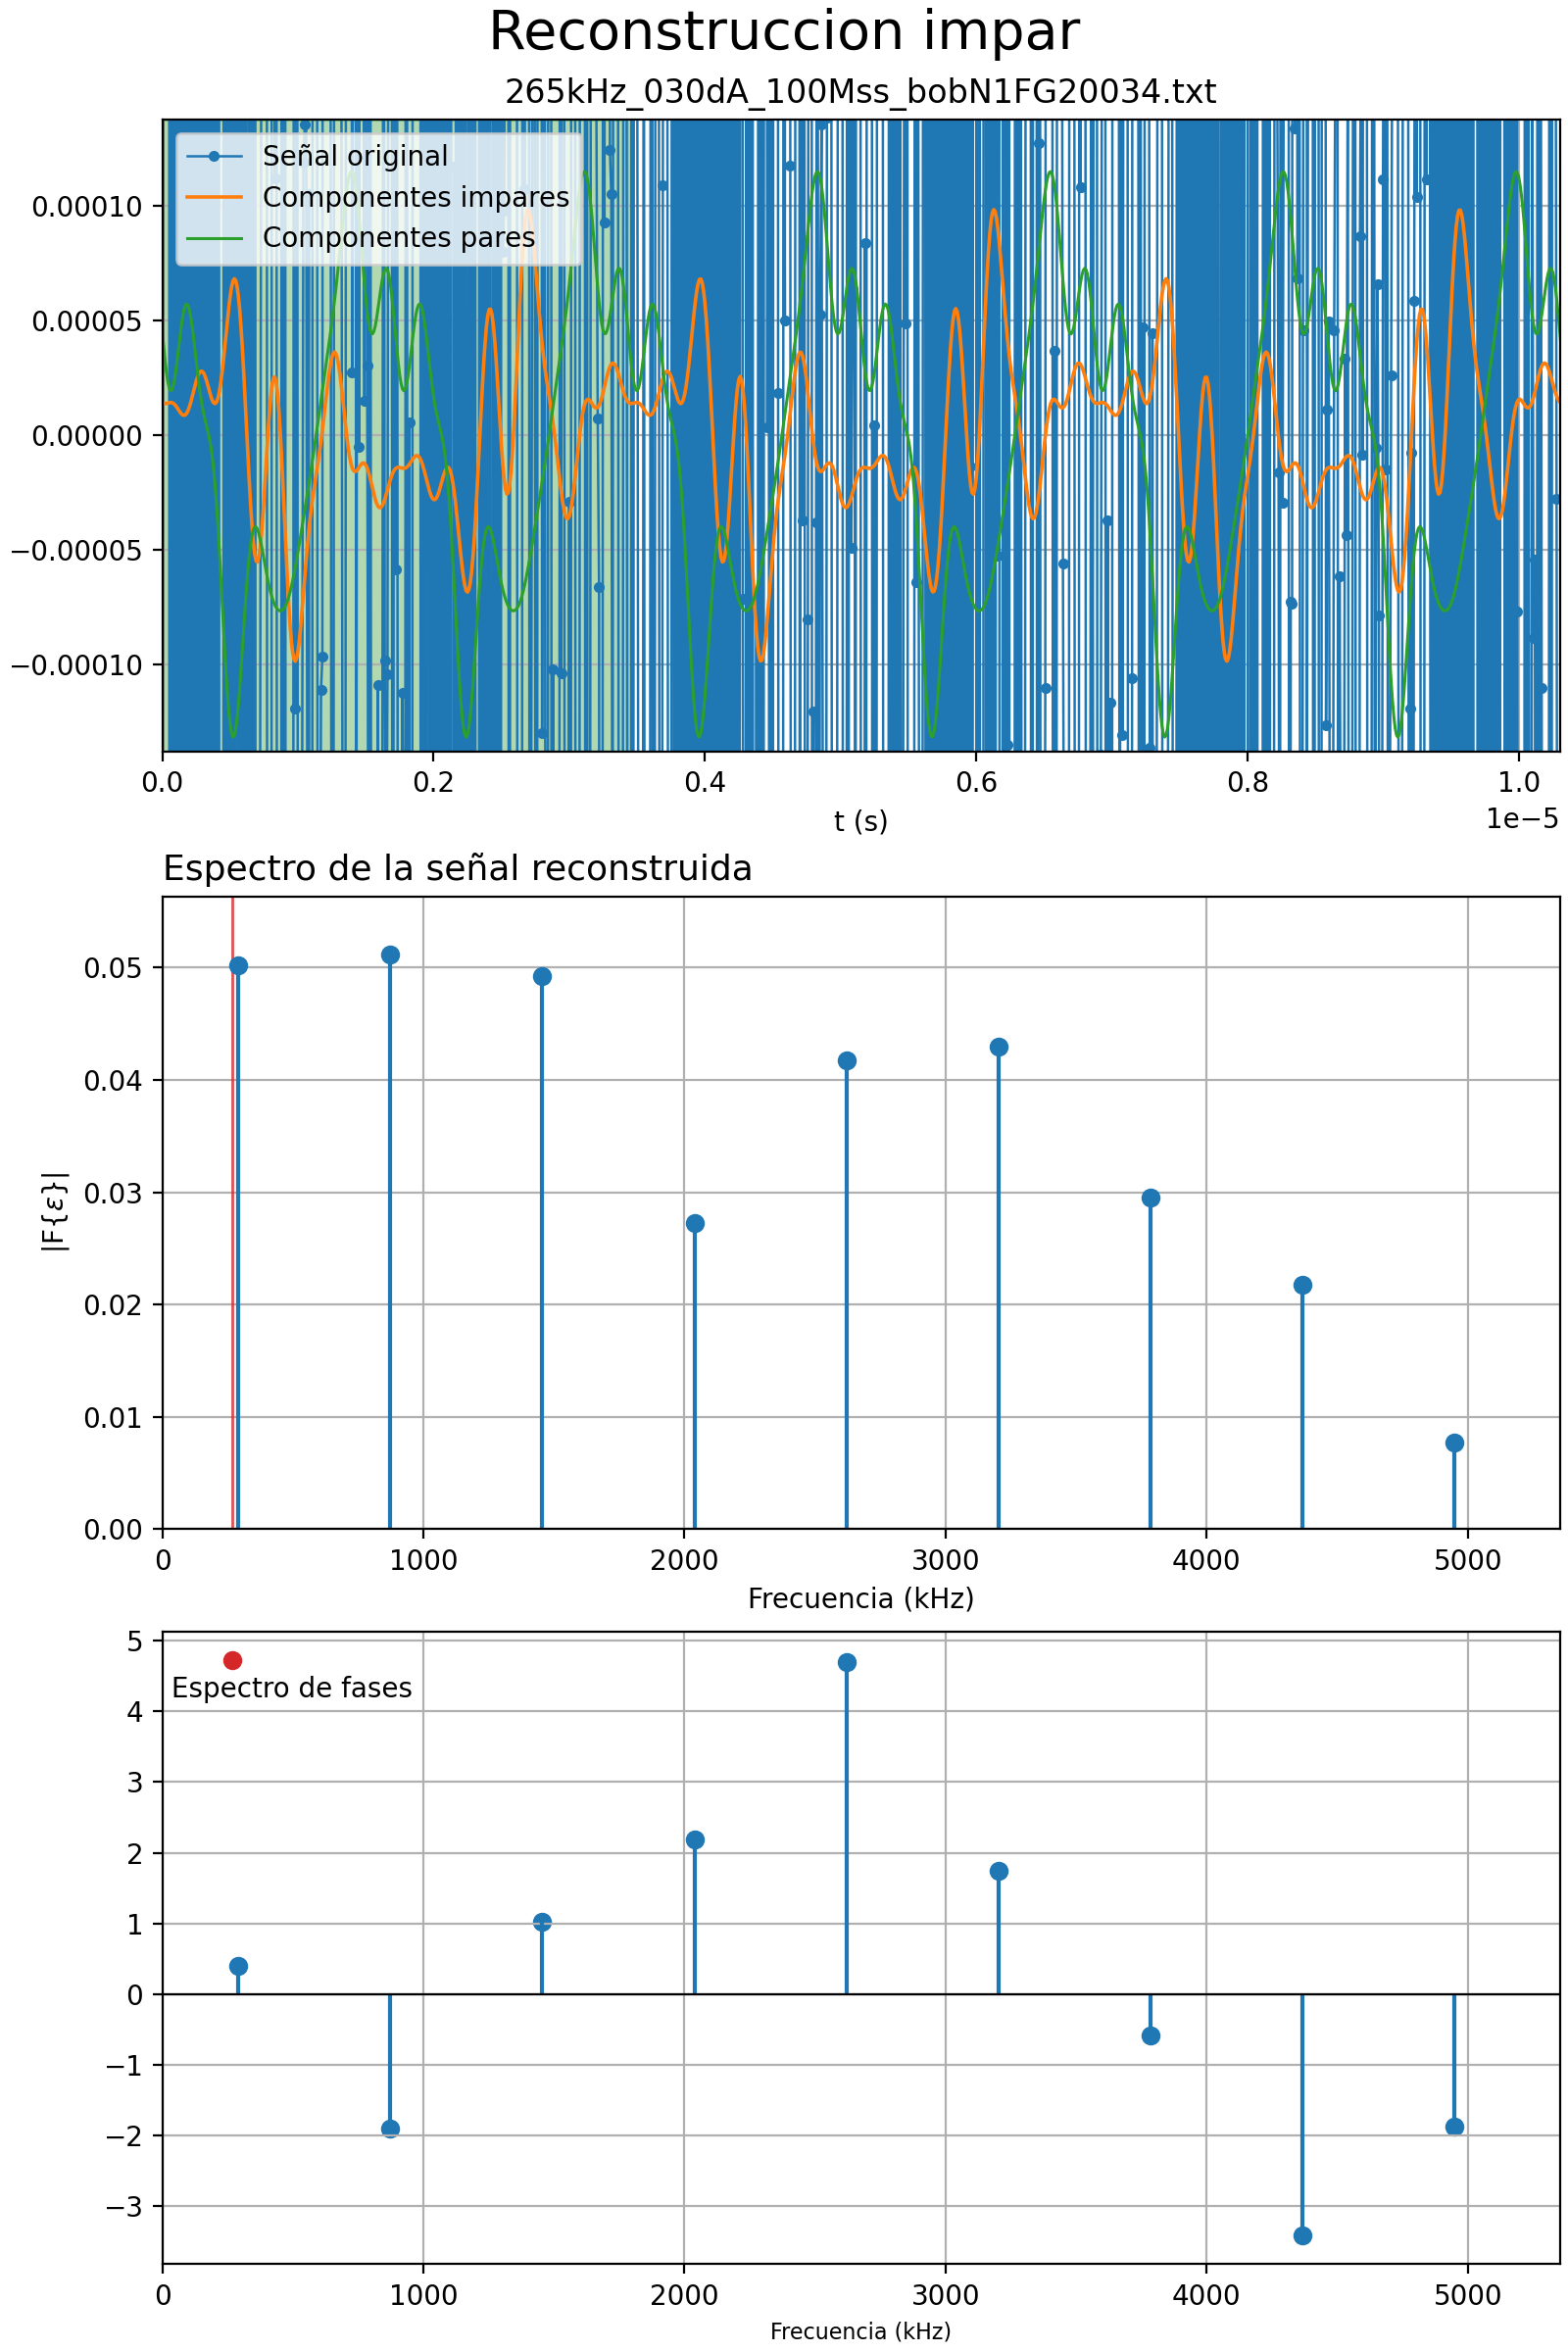 Reconstruccion impar
265kHz_030dA_100Mss_bobN1FG20034.txt
Señal original
Componentes impares
Componentes pares
0.00010
0.00005
0.00000
−0.00005
−0.00010
0.0 0.2 0.4 0.6 0.8 1.0
1e−5
t (s)
Espectro de la señal reconstruida
0.05
0.04
0.03
0.02
0.01
0.00
|F{ε}|
0 1000 2000 3000 4000 5000
Frecuencia (kHz)
5
Espectro de fases
4
3
2
1
0
−1
−2
−3
0 1000 2000 3000 4000 5000
Frecuencia (kHz)